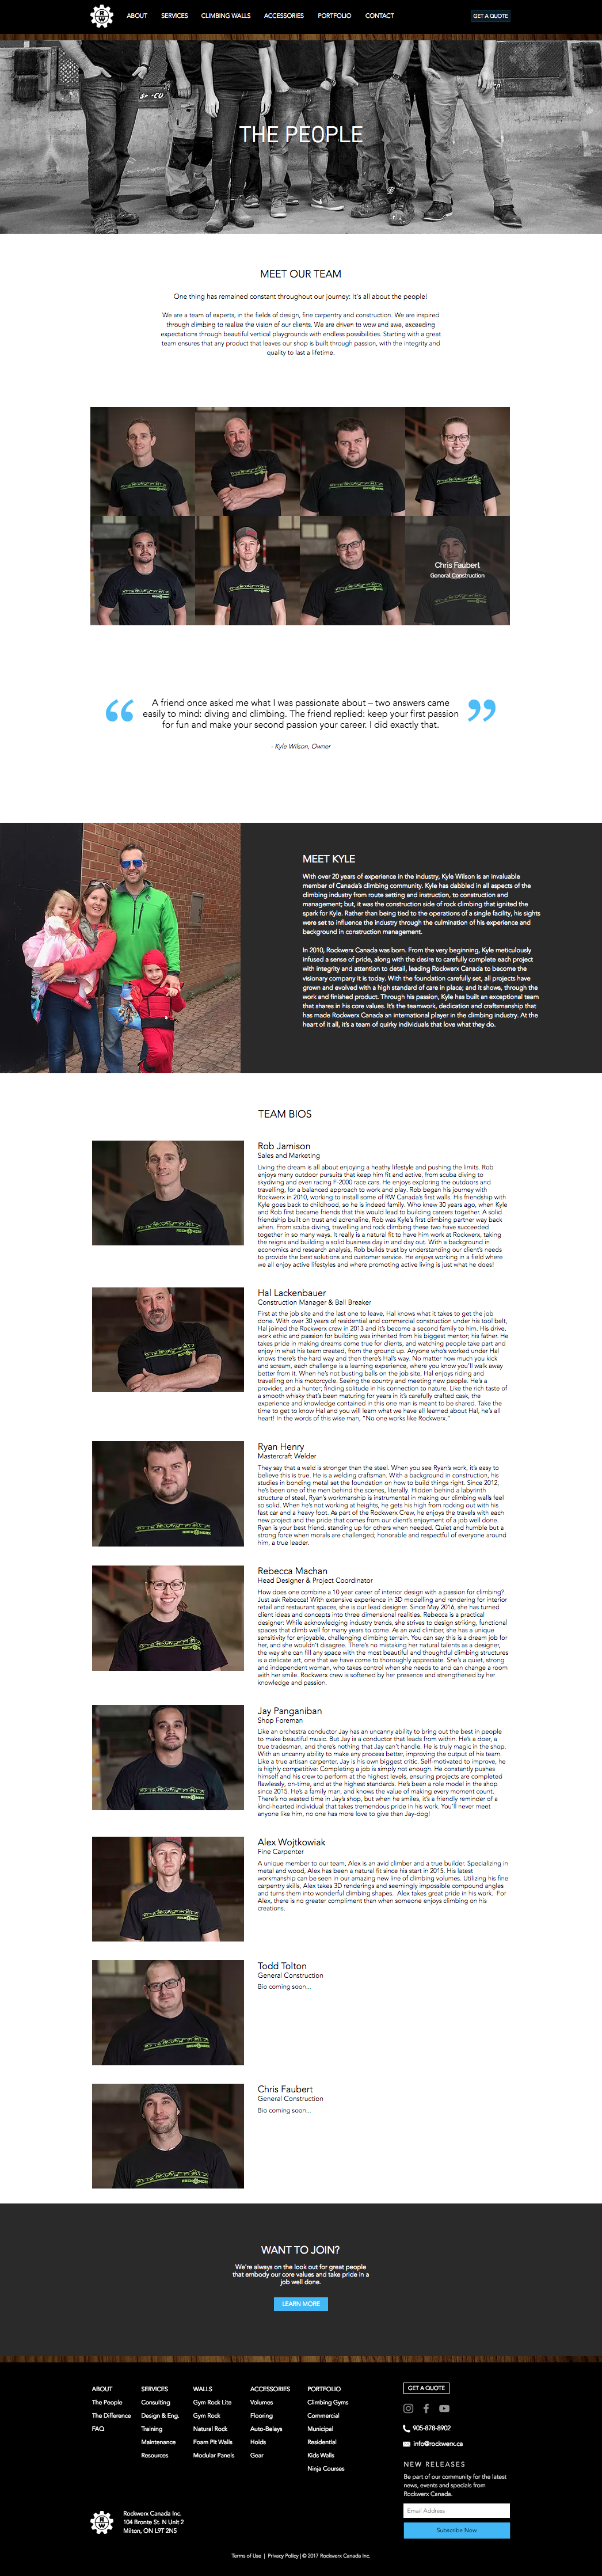 ABOUT SERVICES CLIMBING WALLS ACCESSORIES PORTFOLIO CONTACT GET A QUOTE
THE PEOPLE
MEET OUR TEAM
One thing has remained constant throughout our journey: It's all about the people!
We are a team of experts, in the fields of design, fine carpentry and construction. We are inspired
through climbing to realize the vision of our clients. We are driven to wow and awe, exceeding
expectations through beautiful vertical playgrounds with endless possibilities. Starting with a great
team ensures that any product that leaves our shop is built through passion, with the integrity and
quality to last a lifetime.
Chris Faubert
General Construction
“ A friend once asked me what I was passionate about – two answers came
easily to mind: diving and climbing. The friend replied: keep your first passion
for fun and make your second passion your career. I did exactly that. ”
- Kyle Wilson, Owner
MEET KYLE
With over 20 years of experience in the industry, Kyle Wilson is an invaluable
member of Canada's climbing community. Kyle has dabbled in all aspects of the
climbing industry from route setting and instruction, to construction and
management; but, it was the construction side of rock climbing that ignited the
spark for Kyle. Rather than being tied to the operations of a single facility, his sights
were set to influence the industry through the culmination of his experience and
background in construction management.
In 2010, Rockwerx Canada was born. From the very beginning, Kyle meticulously
infused a sense of pride, along with the desire to carefully complete each project
with integrity and attention to detail, leading Rockwerx Canada to become the
visionary company it is today. With the foundation carefully set, all projects have
grown and evolved with a high standard of care in place; and it shows, through the
work and finished product. Through his passion, Kyle has built an exceptional team
that shares in his core values. It's the teamwork, dedication and craftsmanship that
has made Rockwerx Canada an international player in the climbing industry. At the
heart of it all, it's a team of quirky individuals that love what they do.
TEAM BIOS
Rob Jamison
Sales and Marketing
Living the dream is all about enjoying a heathy lifestyle and pushing the limits. Rob
enjoys many outdoor pursuits that keep him fit and active, from scuba diving to
skydiving and even racing F-2000 race cars. He enjoys exploring the outdoors and
travelling, for a balanced approach to work and play. Rob began his journey with
Rockwerx in 2010, working to install some of RW Canada's first walls. His friendship with
Kyle goes back to childhood, so he is indeed family. Who knew 30 years ago, when Kyle
and Rob first became friends that this would lead to building careers together. A solid
friendship built on trust and adrenaline, Rob was Kyle's first climbing partner way back
when. From scuba diving, travelling and rock climbing these two have succeeded
together in so many ways. It really is a natural fit to have him work at Rockwerx, taking
the reigns and building a solid business day in and day out. With a background in
economics and research analysis, Rob builds trust by understanding our client's needs
to provide the best solutions and customer service. He enjoys working in a field where
we all enjoy active lifestyles and where promoting active living is just what he does!
Hal Lackenbauer
Construction Manager & Ball Breaker
First at the job site and the last one to leave, Hal knows what it takes to get the job
done. With over 30 years of residential and commercial construction under his tool belt,
Hal joined the Rockwerx crew in 2013 and it's become a second family to him. His drive,
work ethic and passion for building was inherited from his biggest mentor; his father. He
takes pride in making dreams come true for clients, and watching people take part and
enjoy in what his team created, from the ground up. Anyone who's worked under Hal
knows there's the hard way and then there's Hal's way. No matter how much you kick
and scream, each challenge is a learning experience, where you know you'll walk away
better from it. When he's not busting balls on the job site, Hal enjoys riding and
travelling on his motorcycle. Seeing the country and meeting new people. He's a
provider, and a hunter; finding solitude in his connection to nature. Like the rich taste of
a smooth whisky that's been maturing for years in it's carefully crafted cask, the
experience and knowledge contained in this one man is meant to be shared. Take the
time to get to know Hal and you will learn what we have all learned about Hal, he's all
heart! In the words of this wise man, "No one works like Rockwerx."
Ryan Henry
Mastercraft Welder
They say that a weld is stronger than the steel. When you see Ryan's work, it's easy to
believe this is true. He is a welding craftsman. With a background in construction, his
studies in bonding metal set the foundation on how to build things right. Since 2012,
he's been one of the men behind the scenes, literally. Hidden behind a labyrinth
structure of steel, Ryan's workmanship is instrumental in making our climbing walls feel
so solid. When he's not working at heights, he gets his high from rocking out with his
fast car and a heavy foot. As part of the Rockwerx Crew, he enjoys the travels with each
new project and the pride that comes from our client's enjoyment of a job well done.
Ryan is your best friend, standing up for others when needed. Quiet and humble but a
strong force when morals are challenged; honorable and respectful of everyone around
him, a true leader.
Rebecca Machan
Head Designer & Project Coordinator
How does one combine a 10 year career of interior design with a passion for climbing?
Just ask Rebecca! With extensive experience in 3D modelling and rendering for interior
retail and restaurant spaces, she is our lead designer. Since May 2016, she has turned
client ideas and concepts into three dimensional realities. Rebecca is a practical
designer: While acknowledging industry trends, she strives to design striking, functional
spaces that climb well for many years to come. As an avid climber, she has a unique
sensitivity for enjoyable, challenging climbing terrain. You can say this is a dream job for
her, and she wouldn't disagree. There's no mistaking her natural talents as a designer,
the way she can fill any space with the most beautiful and thoughtful climbing structures
is a delicate art, one that we have come to thoroughly appreciate. She's a quiet, strong
and independent woman, who takes control when she needs to and can change a room
with her smile. Rockwerx crew is softened by her presence and strengthened by her
knowledge and passion.
Jay Panganiban
Shop Foreman
Like an orchestra conductor Jay has an uncanny ability to bring out the best in people
to make beautiful music. But Jay is a conductor that leads from within. He's a doer, a
true tradesman, and there's nothing that Jay can't handle. He is truly magic in the shop.
With an uncanny ability to make any process better, improving the output of his team.
Like a true artisan carpenter, Jay is his own biggest critic. Self-motivated to improve, he
is highly competitive: Completing a job is simply not enough. He constantly pushes
himself and his crew to perform at the highest levels, ensuring projects are completed
flawlessly, on-time, and at the highest standards. He's been a role model in the shop
since 2015. He's a family man, and knows the value of making every moment count.
There's no wasted time in Jay's shop, but when he smiles, it's a friendly reminder of a
kind-hearted individual that takes tremendous pride in his work. You'll never meet
anyone like him, no one has more love to give than Jay-dog!
Alex Wojtkowiak
Fine Carpenter
A unique member to our team, Alex is an avid climber and a true builder. Specializing in
metal and wood, Alex has been a natural fit since his start in 2015. His latest
workmanship can be seen in our amazing new line of climbing volumes. Utilizing his fine
carpentry skills, Alex takes 3D renderings and seemingly impossible compound angles
and turns them into wonderful climbing shapes. Alex takes great pride in his work. For
Alex, there is no greater compliment than when someone enjoys climbing on his
creations.
Todd Tolton
General Construction
Bio coming soon...
Chris Faubert
General Construction
Bio coming soon...
WANT TO JOIN?
We're always on the look out for great people
that embody our core values and take pride in a
job well done.
LEARN MORE
ABOUT SERVICES WALLS ACCESSORIES PORTFOLIO GET A QUOTE
The People Consulting Gym Rock Lite Volumes Climbing Gyms
The Difference Design & Eng. Gym Rock Flooring Commercial
FAQ Training Natural Rock Auto-Belays Municipal
Maintenance Foam Pit Walls Holds Residential
Resources Modular Panels Gear Kids Walls
Ninja Courses
905-878-8902
info@rockwerx.ca
NEW RELEASES
Be part of our community for the latest
news, events and specials from
Rockwerx Canada.
Email Address
Subscribe Now
Rockwerx Canada Inc.
104 Bronte St. N Unit 2
Milton, ON L9T 2N5
Terms of Use | Privacy Policy | © 2017 Rockwerx Canada Inc.